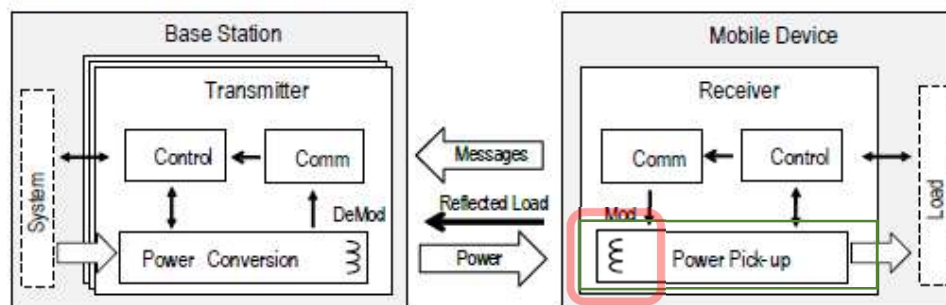 Base Station
Mobile Device
Transmitter
Receiver
System
Control
Comm
Messages
Comm
Control
Load
DeMod
Reflected Load
Mod
Power Conversion
Power
Power Pick-up